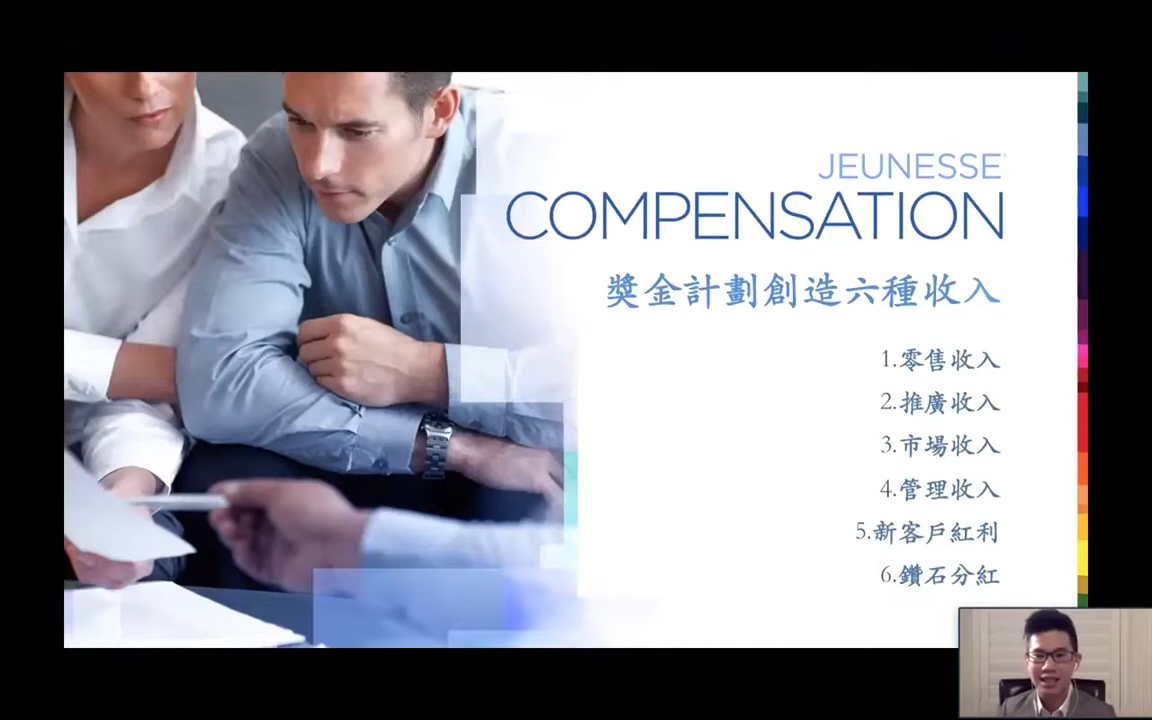 JEUNESSE®
COMPENSATION
獎金計劃創造六種收入
1.零售收入
2.推廣收入
3.市場收入
4.管理收入
5.新客戶紅利
6.鑽石分紅